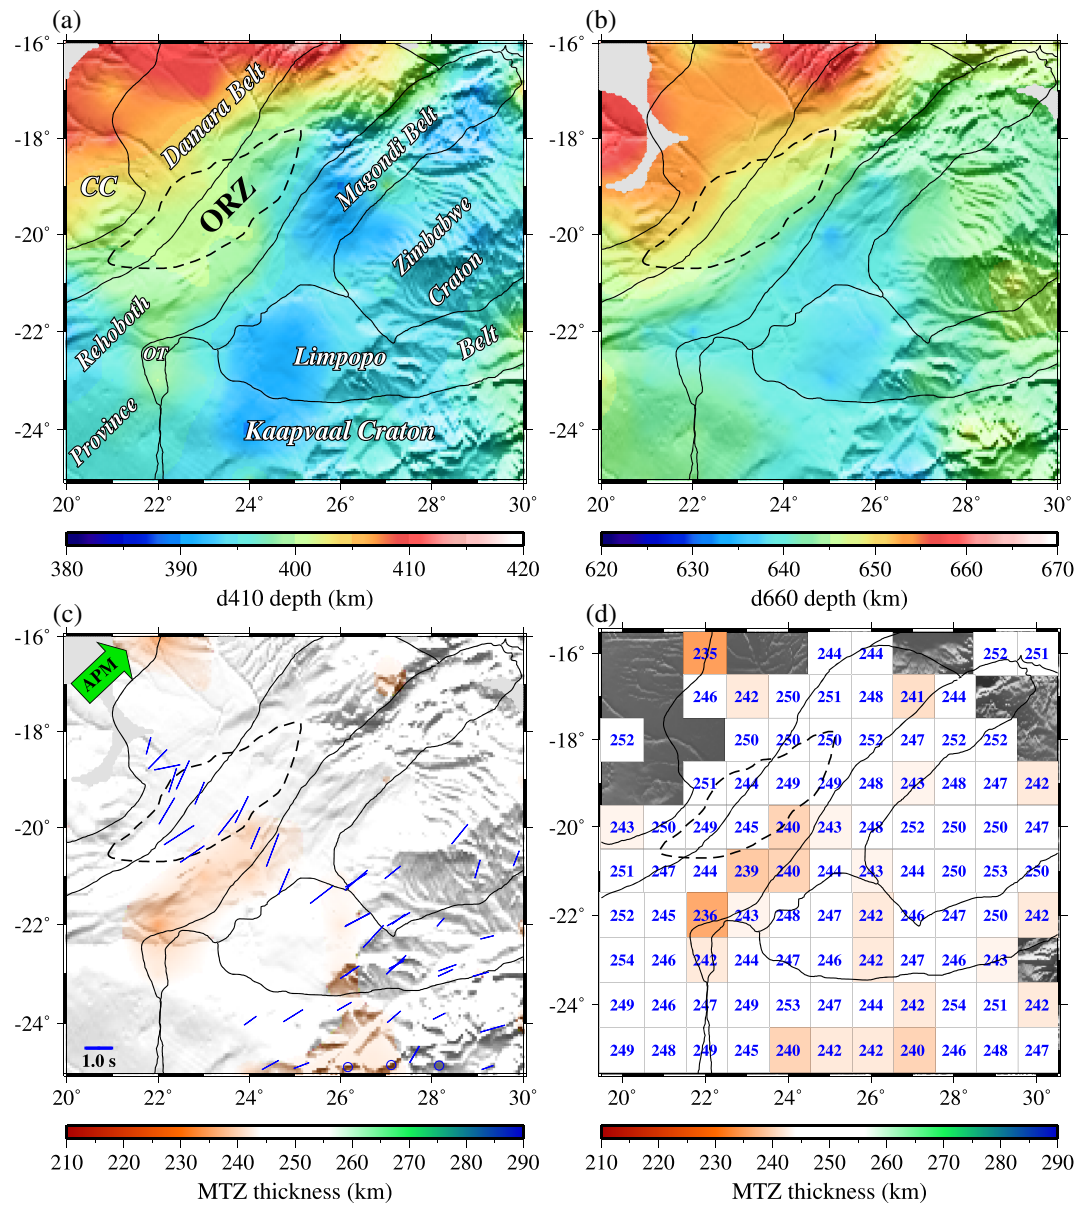 (a)
(b)
-16°
-18°
-20°
-22°
-24°
Damara Belt
CC
ORZ
Magondi Belt
Zimbabwe
Craton
Rehoboth
Province
OT
Limpopo
Belt
Kaapvaal Craton
-16°
-18°
-20°
-22°
-24°
20° 22° 24° 26° 28° 30°
20° 22° 24° 26° 28° 30°
380 390 400 410 420
d410 depth (km)
620 630 640 650 660 670
d660 depth (km)
(c)
(d)
-16°
-18°
-20°
-22°
-24°
APM
1.0 s
-16°
-18°
-20°
-22°
-24°
235 244 244 252 251
246 242 250 251 248 241 244
252 250 250 250 252 247 252 252
251 244 249 249 248 243 248 247 242
243 250 249 245 240 243 248 252 250 250 247
251 247 244 239 240 244 243 244 250 253 250
252 245 236 243 248 247 242 246 247 250 242
254 246 242 244 247 246 242 247 246 243
249 246 247 249 253 247 244 242 254 251 242
249 248 249 245 240 242 242 240 246 248 247
20° 22° 24° 26° 28° 30°
20° 22° 24° 26° 28° 30°
210 220 230 240 250 260 270 280 290
MTZ thickness (km)
210 220 230 240 250 260 270 280 290
MTZ thickness (km)